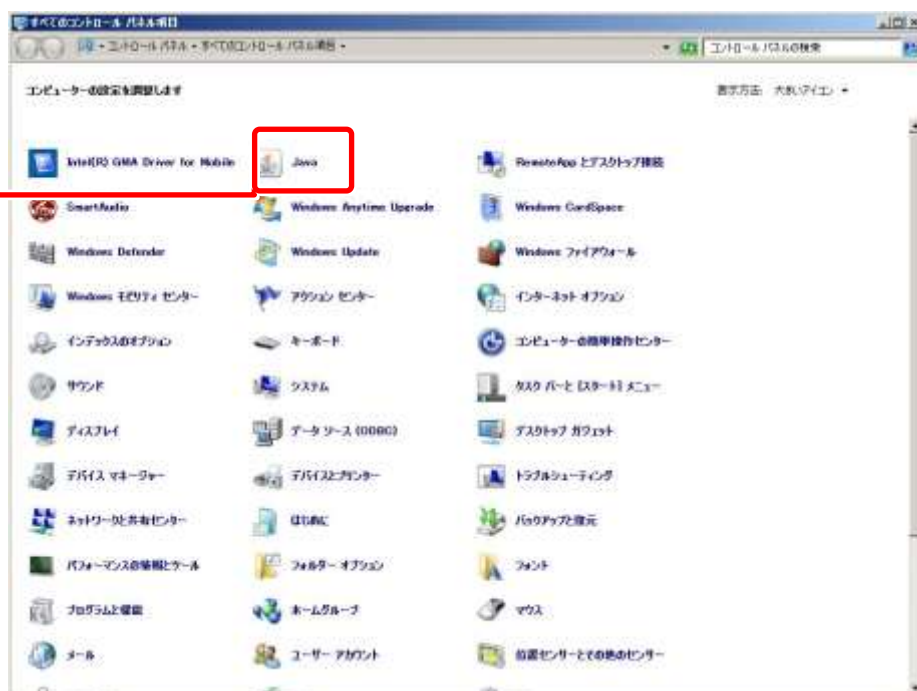 すべてのコントロール パネル項目
コントロール パネル すべてのコントロール パネル項目
コントロール パネルの検索
コンピューターの設定を調整します
表示方法: 大きいアイコン
Intel(R) GMA Driver for Mobile
Java
RemoteApp とデスクトップ接続
SmartAudio
Windows Anytime Upgrade
Windows CardSpace
Windows Defender
Windows Update
Windows ファイアウォール
Windows モビリティ センター
アクション センター
インターネット オプション
インデックスのオプション
キーボード
コンピューターの簡単操作センター
サウンド
システム
タスク バーと [スタート] メニュー
ディスプレイ
データ ソース (ODBC)
デスクトップ ガジェット
デバイス マネージャー
デバイスとプリンター
トラブルシューティング
ネットワークと共有センター
はじめに
バックアップと復元
パフォーマンスの情報とツール
フォルダー オプション
フォント
プログラムと機能
ホームグループ
マウス
メール
ユーザー アカウント
位置センサーとその他のセンサー